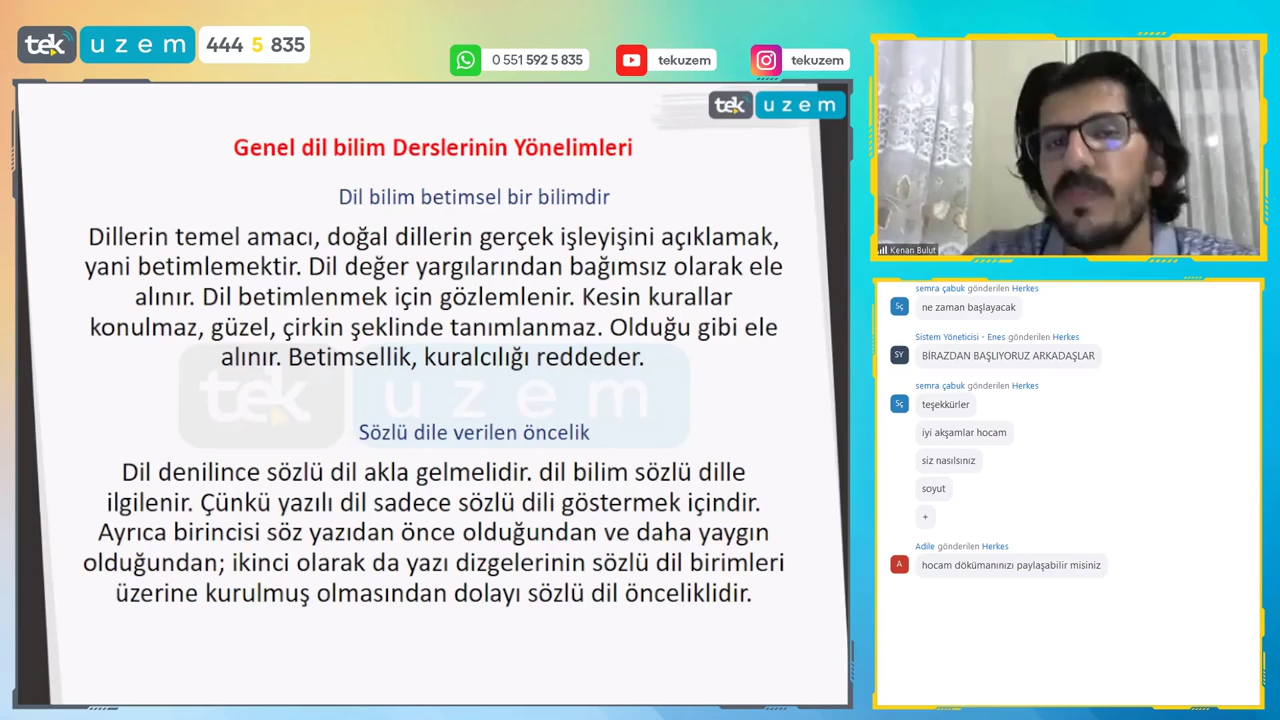 tek uzem 444 5 835
0 551 592 5 835
tekuzem
tekuzem
tek uzem
Genel dil bilim Derslerinin Yönelimleri
Dil bilim betimsel bir bilimdir
Dillerin temel amacı, doğal dillerin gerçek işleyişini açıklamak,
yani betimlemektir. Dil değer yargılarından bağımsız olarak ele
alınır. Dil betimlenmek için gözlemlenir. Kesin kurallar
konulmaz, güzel, çirkin şeklinde tanımlanmaz. Olduğu gibi ele
alınır. Betimsellik, kuralcılığı reddeder.
tek uzem
Sözlü dile verilen öncelik
Dil denilince sözlü dil akla gelmelidir. dil bilim sözlü dille
ilgilenir. Çünkü yazılı dil sadece sözlü dili göstermek içindir.
Ayrıca birincisi söz yazıdan önce olduğundan ve daha yaygın
olduğundan; ikinci olarak da yazı dizgelerinin sözlü dil birimleri
üzerine kurulmuş olmasından dolayı sözlü dil önceliklidir.
Kenan Bulut
semra çabuk gönderilen Herkes
Sç
ne zaman başlayacak
Sistem Yöneticisi - Enes gönderilen Herkes
SY
BİRAZDAN BAŞLIYORUZ ARKADAŞLAR
semra çabuk gönderilen Herkes
Sç
teşekkürler
iyi akşamlar hocam
siz nasılsınız
soyut
+
Adile gönderilen Herkes
A
hocam dökümanınızı paylaşabilir misiniz